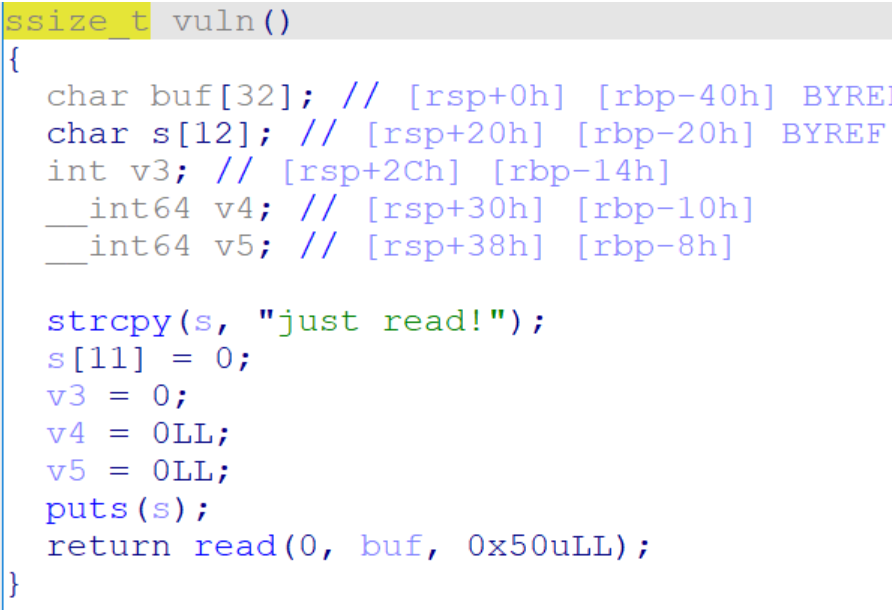 ssize_t vuln()
{
  char buf[32]; // [rsp+0h] [rbp-40h] BYREF
  char s[12]; // [rsp+20h] [rbp-20h] BYREF
  int v3; // [rsp+2Ch] [rbp-14h]
  __int64 v4; // [rsp+30h] [rbp-10h]
  __int64 v5; // [rsp+38h] [rbp-8h]

  strcpy(s, "just read!");
  s[11] = 0;
  v3 = 0;
  v4 = 0LL;
  v5 = 0LL;
  puts(s);
  return read(0, buf, 0x50uLL);
}